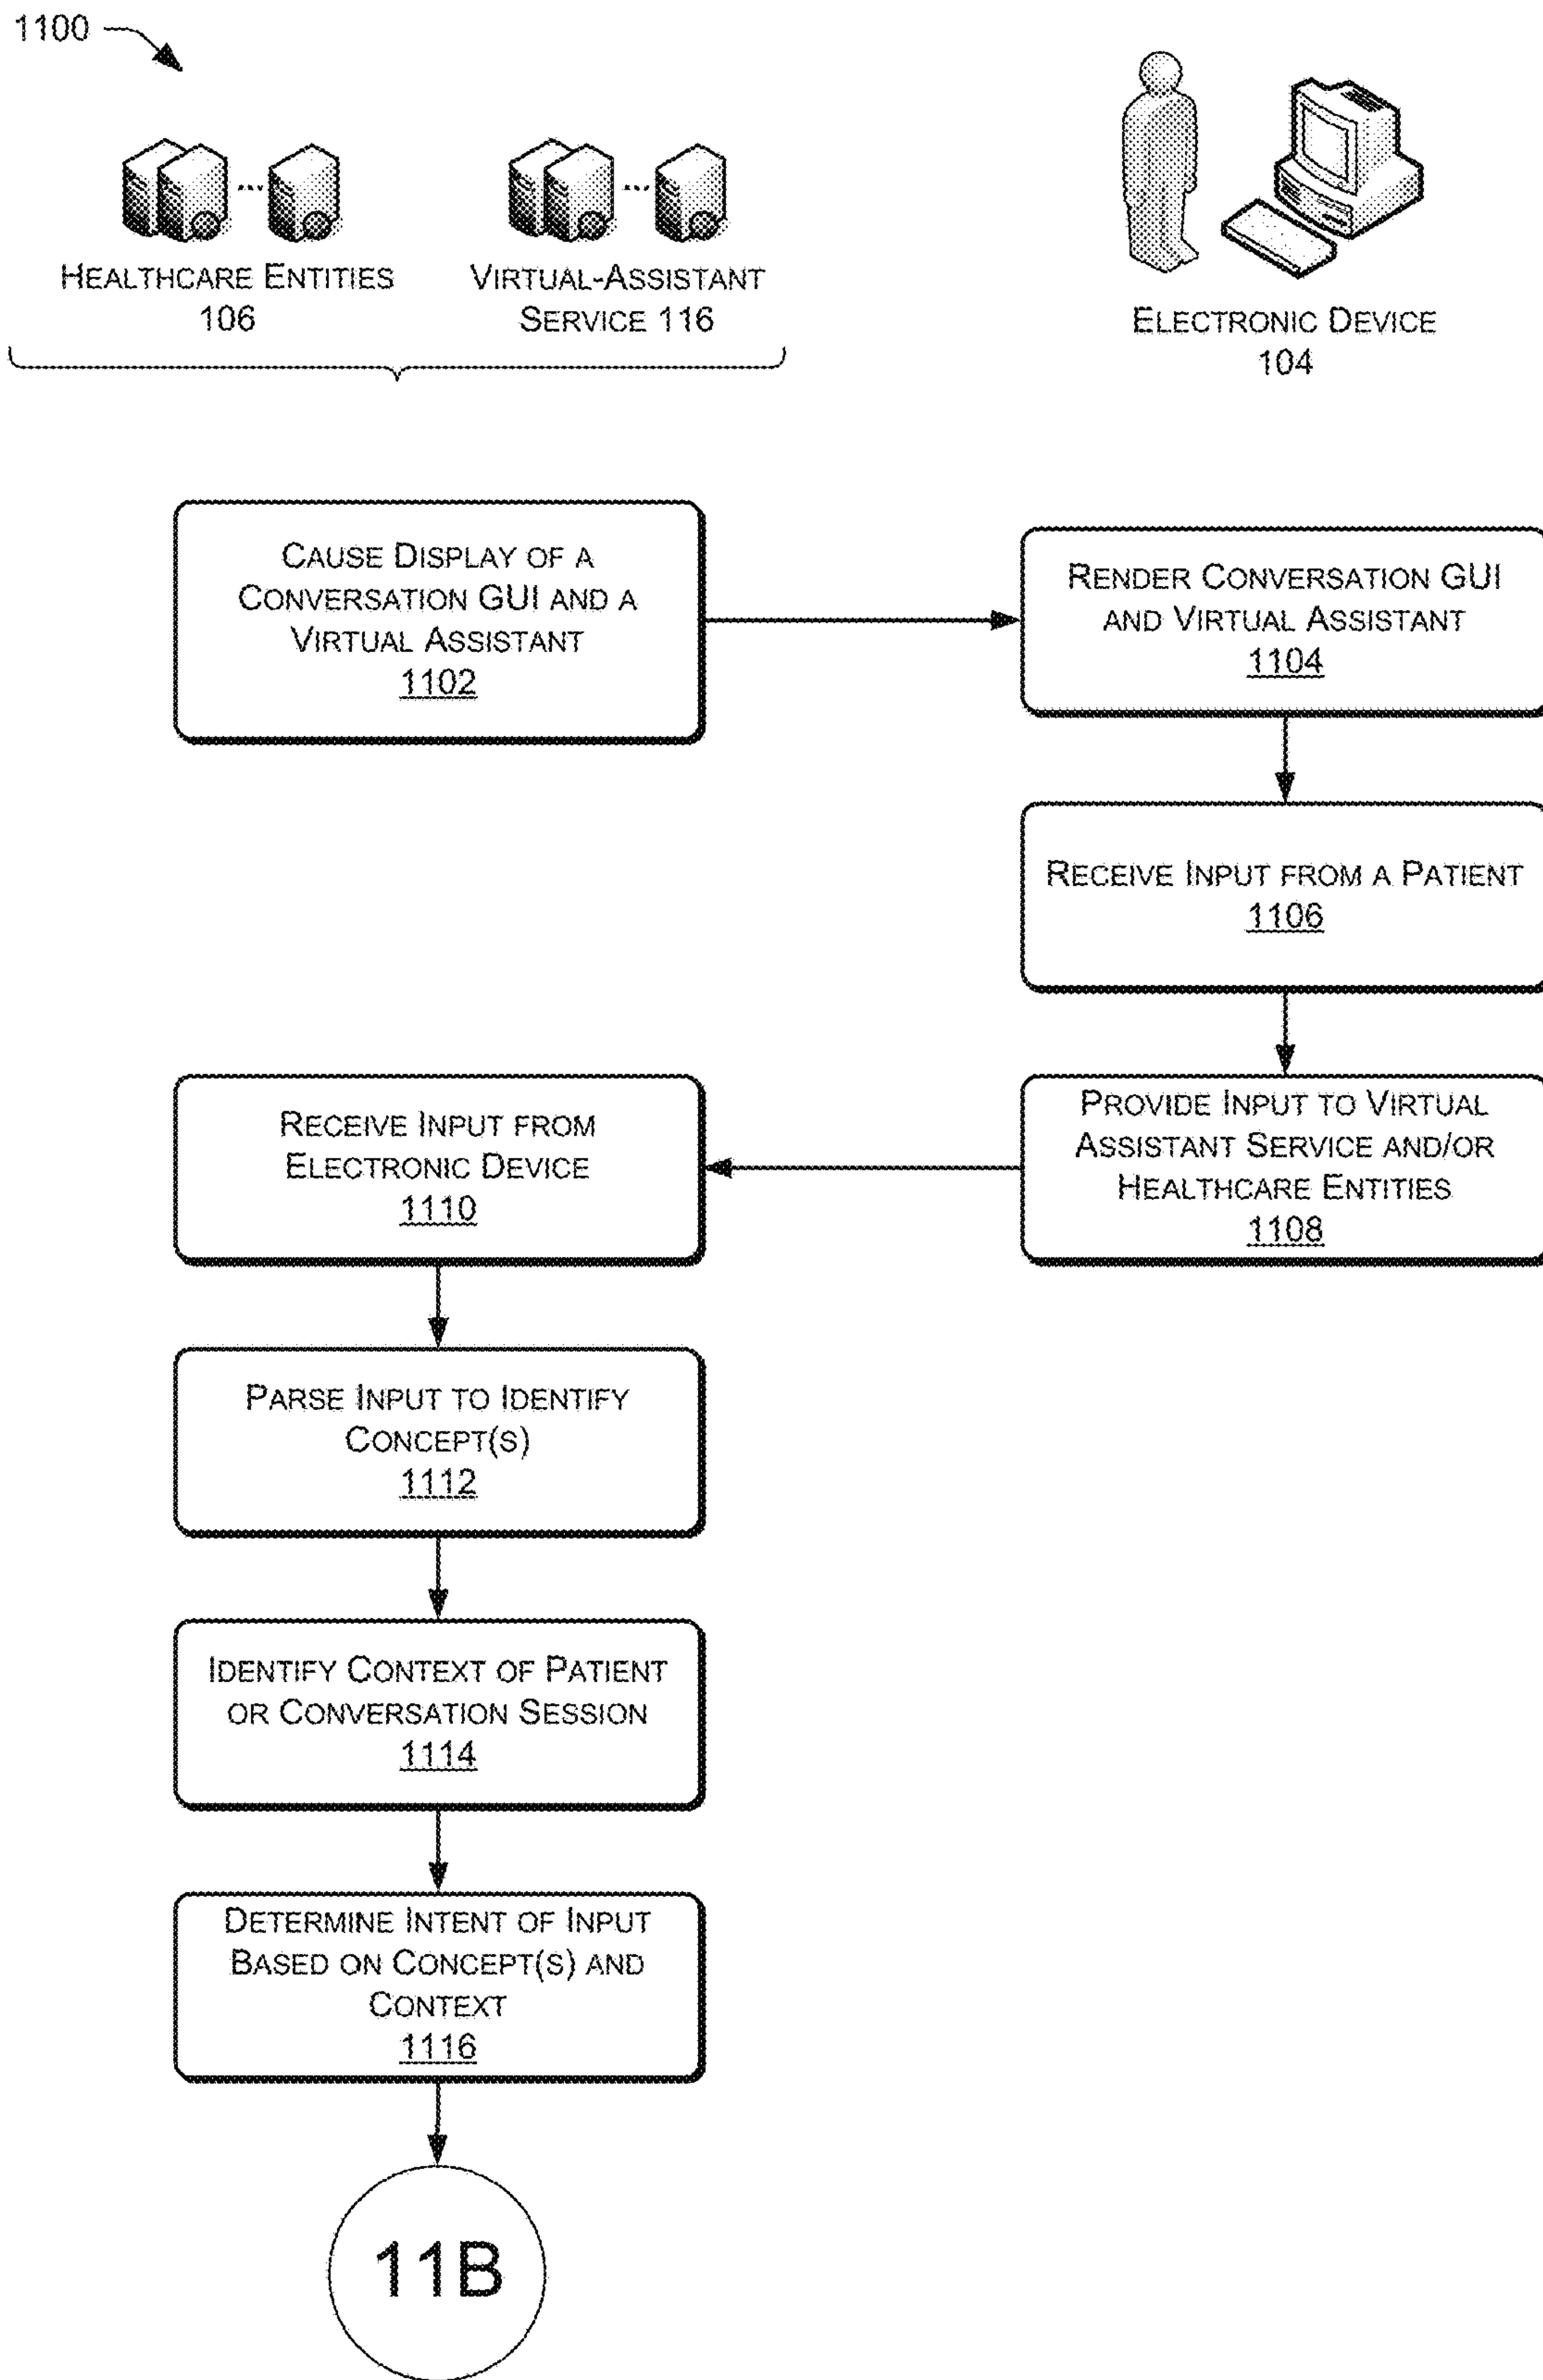 1100
HEALTHCARE ENTITIES
106
VIRTUAL-ASSISTANT
SERVICE 116
ELECTRONIC DEVICE
104
CAUSE DISPLAY OF A
CONVERSATION GUI AND A
VIRTUAL ASSISTANT
1102
RENDER CONVERSATION GUI
AND VIRTUAL ASSISTANT
1104
RECEIVE INPUT FROM A PATIENT
1106
PROVIDE INPUT TO VIRTUAL
ASSISTANT SERVICE AND/OR
HEALTHCARE ENTITIES
1108
RECEIVE INPUT FROM
ELECTRONIC DEVICE
1110
PARSE INPUT TO IDENTIFY
CONCEPT(S)
1112
IDENTIFY CONTEXT OF PATIENT
OR CONVERSATION SESSION
1114
DETERMINE INTENT OF INPUT
BASED ON CONCEPT(S) AND
CONTEXT
1116
11B